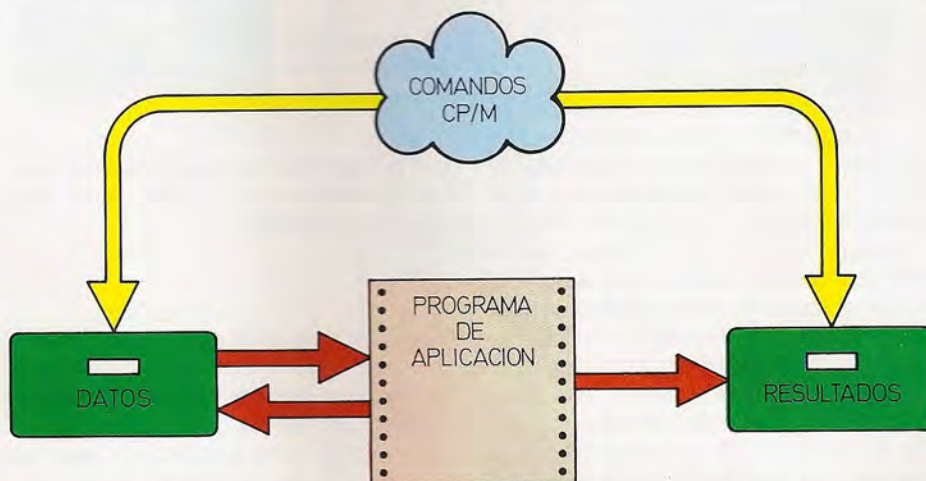 COMANDOS
CP/M
PROGRAMA
DE
APLICACION
DATOS
RESULTADOS